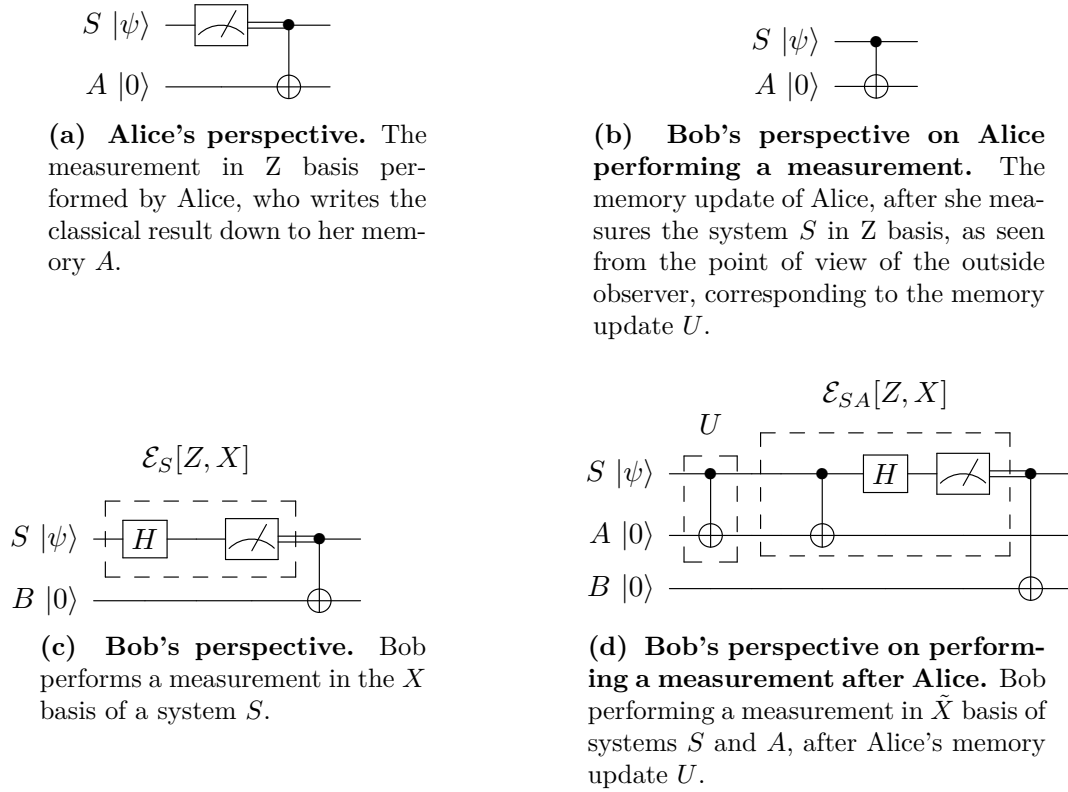 S |ψ⟩
A |0⟩
(a) Alice's perspective. The
measurement in Z basis per-
formed by Alice, who writes the
classical result down to her mem-
ory A.
S |ψ⟩
A |0⟩
(b) Bob's perspective on Alice
performing a measurement. The
memory update of Alice, after she mea-
sures the system S in Z basis, as seen
from the point of view of the outside
observer, corresponding to the memory
update U.
ℰ_S[Z, X]
S |ψ⟩ H
B |0⟩
(c) Bob's perspective. Bob
performs a measurement in the X
basis of a system S.
ℰ_{SA}[Z, X]
U
S |ψ⟩ H
A |0⟩
B |0⟩
(d) Bob's perspective on perform-
ing a measurement after Alice. Bob
performing a measurement in X̃ basis of
systems S and A, after Alice's memory
update U.